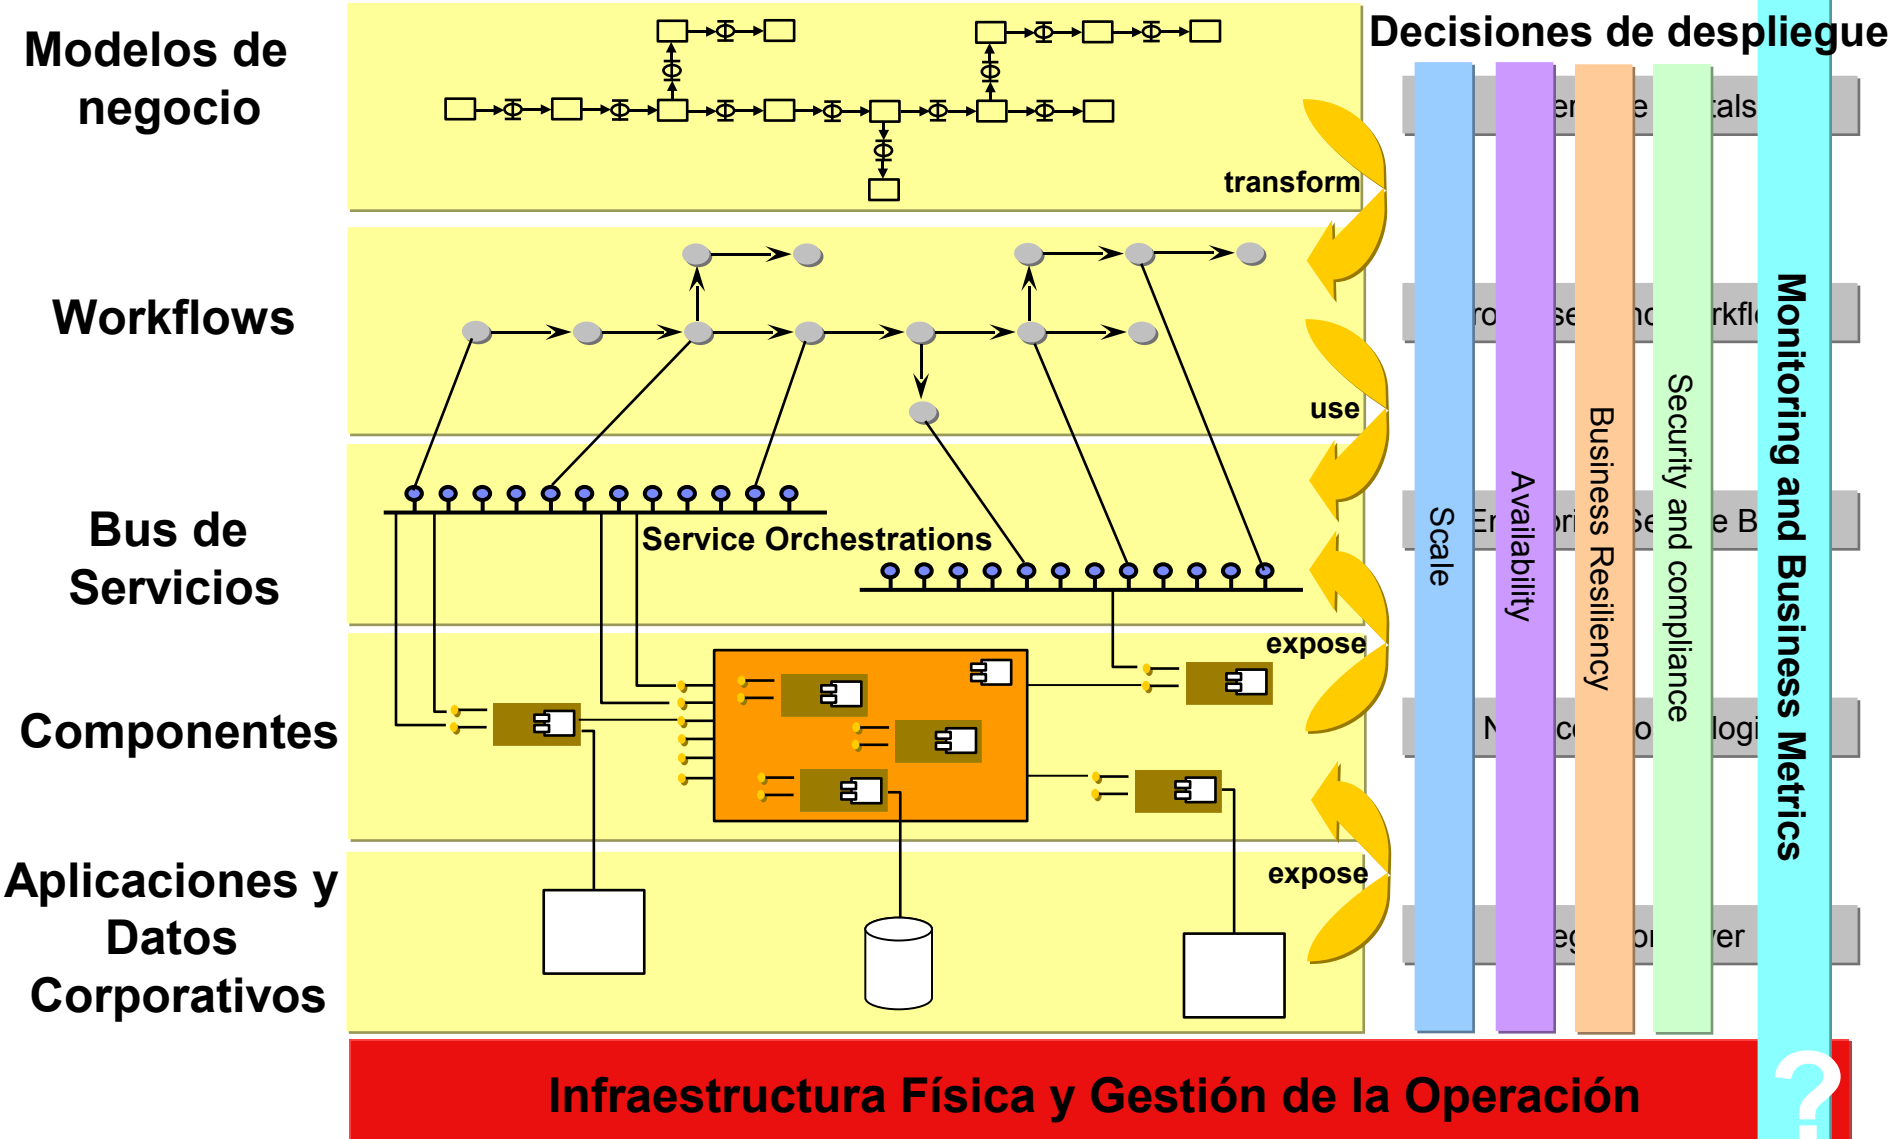 Modelos de
negocio
Decisiones de despliegue
transform
Workflows
use
Bus de
Servicios
Service Orchestrations
expose
Componentes
expose
Aplicaciones y
Datos
Corporativos
Scale
Availability
Business Resiliency
Security and compliance
Monitoring and Business Metrics
Infraestructura Física y Gestión de la Operación
?